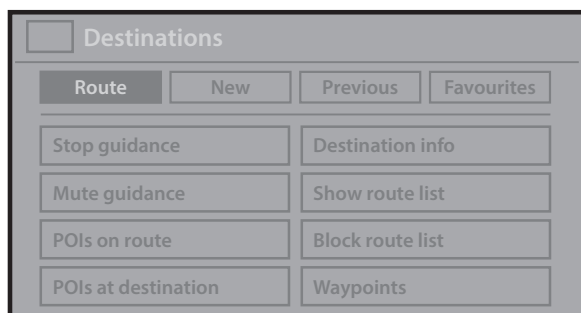 Destinations
Route New Previous Favourites
Stop guidance Destination info
Mute guidance Show route list
POIs on route Block route list
POIs at destination Waypoints